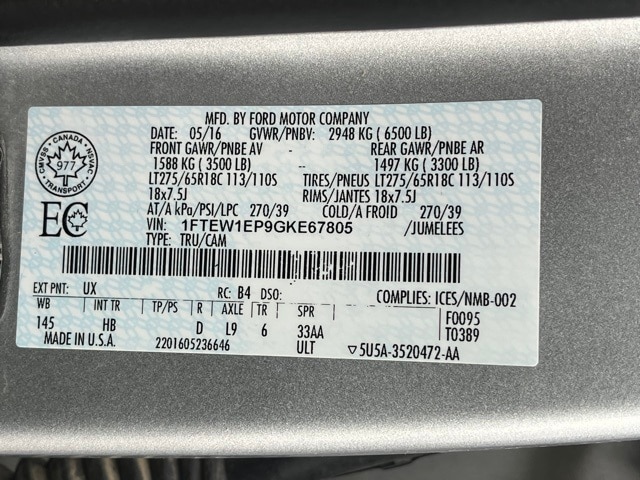 MFD. BY FORD MOTOR COMPANY
DATE: 05/16 GVWR/PNBV: 2948 KG ( 6500 LB)
FRONT GAWR/PNBE AV -- REAR GAWR/PNBE AR
1588 KG ( 3500 LB) -- 1497 KG ( 3300 LB)
LT275/65R18C 113/110S TIRES/PNEUS LT275/65R18C 113/110S
18x7.5J RIMS/JANTES 18x7.5J
AT/A kPa/PSI/LPC 270/39 COLD/A FROID 270/39
VIN: 1FTEW1EP9GKE67805 /JUMELEES
TYPE: TRU/CAM
CMVSS · CANADA · NSVAC
977
TRANSPORT
EC
EXT PNT: UX RC: B4 DSO: COMPLIES: ICES/NMB-002
WB INT TR TP/PS R AXLE TR SPR F0095
145 HB D L9 6 33AA T0389
MADE IN U.S.A. 2201605236646 ULT ▽5U5A-3520472-AA